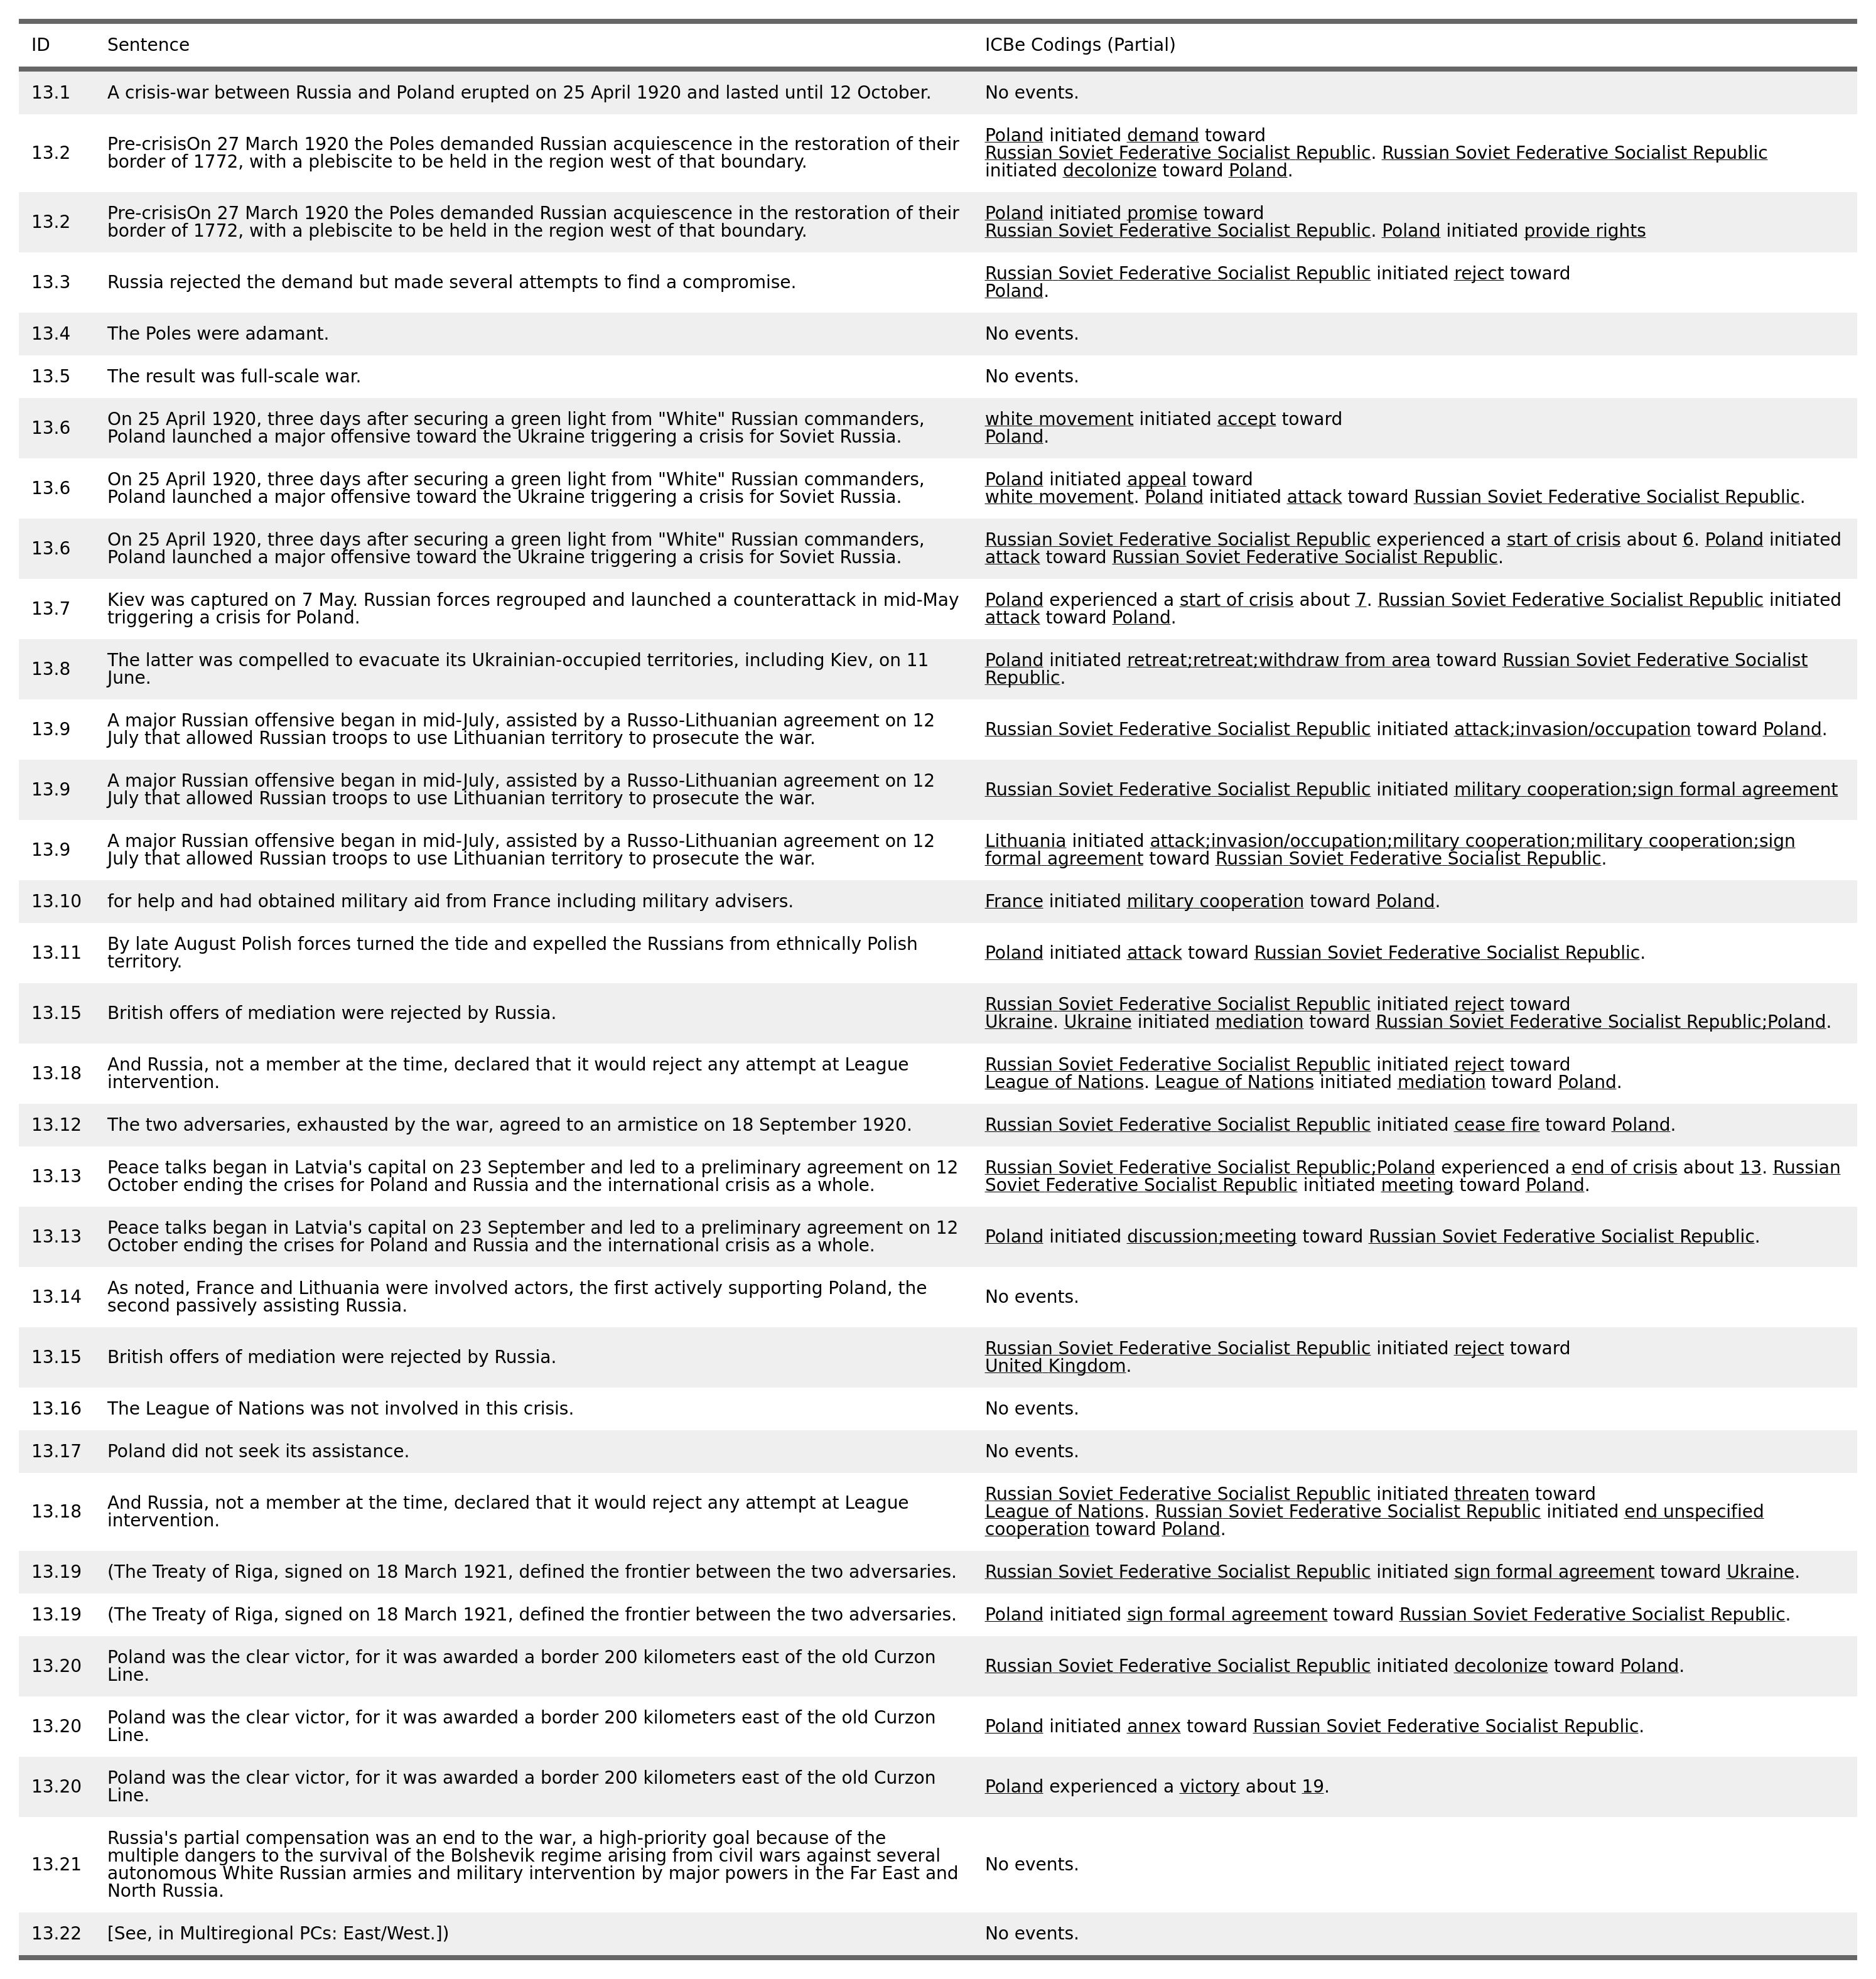 ID Sentence ICBe Codings (Partial)
13.1 A crisis-war between Russia and Poland erupted on 25 April 1920 and lasted until 12 October. No events.
13.2 Pre-crisisOn 27 March 1920 the Poles demanded Russian acquiescence in the restoration of their
border of 1772, with a plebiscite to be held in the region west of that boundary.
Poland initiated demand toward
Russian Soviet Federative Socialist Republic. Russian Soviet Federative Socialist Republic
initiated decolonize toward Poland.
13.2 Pre-crisisOn 27 March 1920 the Poles demanded Russian acquiescence in the restoration of their
border of 1772, with a plebiscite to be held in the region west of that boundary.
Poland initiated promise toward
Russian Soviet Federative Socialist Republic. Poland initiated provide rights
13.3 Russia rejected the demand but made several attempts to find a compromise.
Russian Soviet Federative Socialist Republic initiated reject toward
Poland.
13.4 The Poles were adamant. No events.
13.5 The result was full-scale war. No events.
13.6 On 25 April 1920, three days after securing a green light from "White" Russian commanders,
Poland launched a major offensive toward the Ukraine triggering a crisis for Soviet Russia.
white movement initiated accept toward
Poland.
13.6 On 25 April 1920, three days after securing a green light from "White" Russian commanders,
Poland launched a major offensive toward the Ukraine triggering a crisis for Soviet Russia.
Poland initiated appeal toward
white movement. Poland initiated attack toward Russian Soviet Federative Socialist Republic.
13.6 On 25 April 1920, three days after securing a green light from "White" Russian commanders,
Poland launched a major offensive toward the Ukraine triggering a crisis for Soviet Russia.
Russian Soviet Federative Socialist Republic experienced a start of crisis about 6. Poland initiated
attack toward Russian Soviet Federative Socialist Republic.
13.7 Kiev was captured on 7 May. Russian forces regrouped and launched a counterattack in mid-May
triggering a crisis for Poland.
Poland experienced a start of crisis about 7. Russian Soviet Federative Socialist Republic initiated
attack toward Poland.
13.8 The latter was compelled to evacuate its Ukrainian-occupied territories, including Kiev, on 11
June.
Poland initiated retreat;retreat;withdraw from area toward Russian Soviet Federative Socialist
Republic.
13.9 A major Russian offensive began in mid-July, assisted by a Russo-Lithuanian agreement on 12
July that allowed Russian troops to use Lithuanian territory to prosecute the war.
Russian Soviet Federative Socialist Republic initiated attack;invasion/occupation toward Poland.
13.9 A major Russian offensive began in mid-July, assisted by a Russo-Lithuanian agreement on 12
July that allowed Russian troops to use Lithuanian territory to prosecute the war.
Russian Soviet Federative Socialist Republic initiated military cooperation;sign formal agreement
13.9 A major Russian offensive began in mid-July, assisted by a Russo-Lithuanian agreement on 12
July that allowed Russian troops to use Lithuanian territory to prosecute the war.
Lithuania initiated attack;invasion/occupation;military cooperation;military cooperation;sign
formal agreement toward Russian Soviet Federative Socialist Republic.
13.10 for help and had obtained military aid from France including military advisers. France initiated military cooperation toward Poland.
13.11 By late August Polish forces turned the tide and expelled the Russians from ethnically Polish
territory.
Poland initiated attack toward Russian Soviet Federative Socialist Republic.
13.15 British offers of mediation were rejected by Russia.
Russian Soviet Federative Socialist Republic initiated reject toward
Ukraine. Ukraine initiated mediation toward Russian Soviet Federative Socialist Republic;Poland.
13.18 And Russia, not a member at the time, declared that it would reject any attempt at League
intervention.
Russian Soviet Federative Socialist Republic initiated reject toward
League of Nations. League of Nations initiated mediation toward Poland.
13.12 The two adversaries, exhausted by the war, agreed to an armistice on 18 September 1920. Russian Soviet Federative Socialist Republic initiated cease fire toward Poland.
13.13 Peace talks began in Latvia's capital on 23 September and led to a preliminary agreement on 12
October ending the crises for Poland and Russia and the international crisis as a whole.
Russian Soviet Federative Socialist Republic;Poland experienced a end of crisis about 13. Russian
Soviet Federative Socialist Republic initiated meeting toward Poland.
13.13 Peace talks began in Latvia's capital on 23 September and led to a preliminary agreement on 12
October ending the crises for Poland and Russia and the international crisis as a whole.
Poland initiated discussion;meeting toward Russian Soviet Federative Socialist Republic.
13.14 As noted, France and Lithuania were involved actors, the first actively supporting Poland, the
second passively assisting Russia.
No events.
13.15 British offers of mediation were rejected by Russia.
Russian Soviet Federative Socialist Republic initiated reject toward
United Kingdom.
13.16 The League of Nations was not involved in this crisis. No events.
13.17 Poland did not seek its assistance. No events.
13.18 And Russia, not a member at the time, declared that it would reject any attempt at League
intervention.
Russian Soviet Federative Socialist Republic initiated threaten toward
League of Nations. Russian Soviet Federative Socialist Republic initiated end unspecified
cooperation toward Poland.
13.19 (The Treaty of Riga, signed on 18 March 1921, defined the frontier between the two adversaries. Russian Soviet Federative Socialist Republic initiated sign formal agreement toward Ukraine.
13.19 (The Treaty of Riga, signed on 18 March 1921, defined the frontier between the two adversaries. Poland initiated sign formal agreement toward Russian Soviet Federative Socialist Republic.
13.20 Poland was the clear victor, for it was awarded a border 200 kilometers east of the old Curzon
Line.
Russian Soviet Federative Socialist Republic initiated decolonize toward Poland.
13.20 Poland was the clear victor, for it was awarded a border 200 kilometers east of the old Curzon
Line.
Poland initiated annex toward Russian Soviet Federative Socialist Republic.
13.20 Poland was the clear victor, for it was awarded a border 200 kilometers east of the old Curzon
Line.
Poland experienced a victory about 19.
13.21 Russia's partial compensation was an end to the war, a high-priority goal because of the
multiple dangers to the survival of the Bolshevik regime arising from civil wars against several
autonomous White Russian armies and military intervention by major powers in the Far East and
North Russia.
No events.
13.22 [See, in Multiregional PCs: East/West.]) No events.